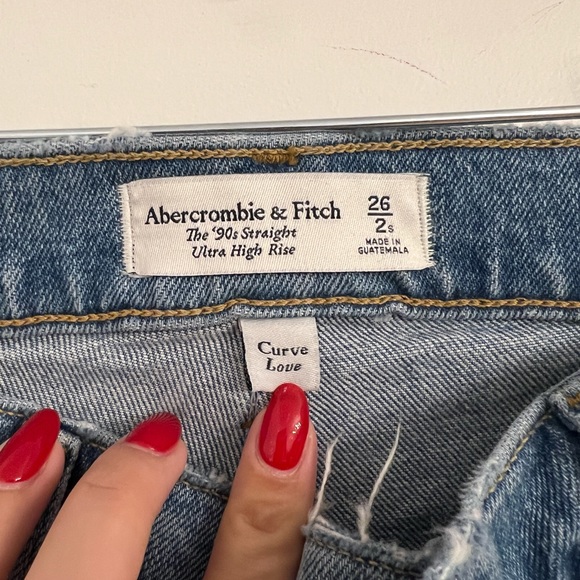 Abercrombie & Fitch
The '90s Straight
Ultra High Rise
26
2s
MADE IN
GUATEMALA
Curve
Love